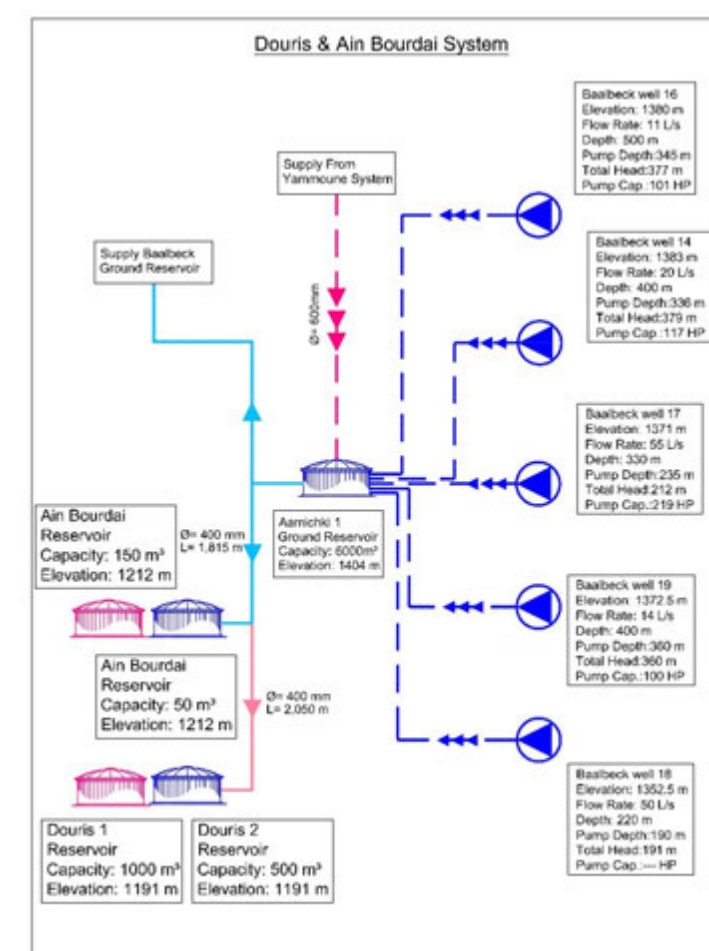 Douris & Ain Bourdai System
Baalbeck well 16
Elevation: 1380 m
Flow Rate: 11 L/s
Depth: 500 m
Pump Depth:345 m
Total Head:377 m
Pump Cap.:101 HP
Supply From
Yammoune System
Supply Baalbeck
Ground Reservoir
Ø= 600mm
Baalbeck well 14
Elevation: 1383 m
Flow Rate: 20 L/s
Depth: 400 m
Pump Depth:336 m
Total Head:379 m
Pump Cap.:117 HP
Baalbeck well 17
Elevation: 1371 m
Flow Rate: 55 L/s
Depth: 330 m
Pump Depth:235 m
Total Head:212 m
Pump Cap.:219 HP
Ain Bourdai
Reservoir
Capacity: 150 m³
Elevation: 1212 m
Ø= 400 mm
L= 1,815 m
Aamichki 1
Ground Reservoir
Capacity: 6000m³
Elevation: 1404 m
Baalbeck well 19
Elevation: 1372.5 m
Flow Rate: 14 L/s
Depth: 400 m
Pump Depth:360 m
Total Head:360 m
Pump Cap.:100 HP
Ain Bourdai
Reservoir
Capacity: 50 m³
Elevation: 1212 m
Ø= 400 mm
L= 2,050 m
Baalbeck well 18
Elevation: 1352.5 m
Flow Rate: 50 L/s
Depth: 220 m
Pump Depth:190 m
Total Head:191 m
Pump Cap.:--- HP
Douris 1
Reservoir
Capacity: 1000 m³
Elevation: 1191 m
Douris 2
Reservoir
Capacity: 500 m³
Elevation: 1191 m